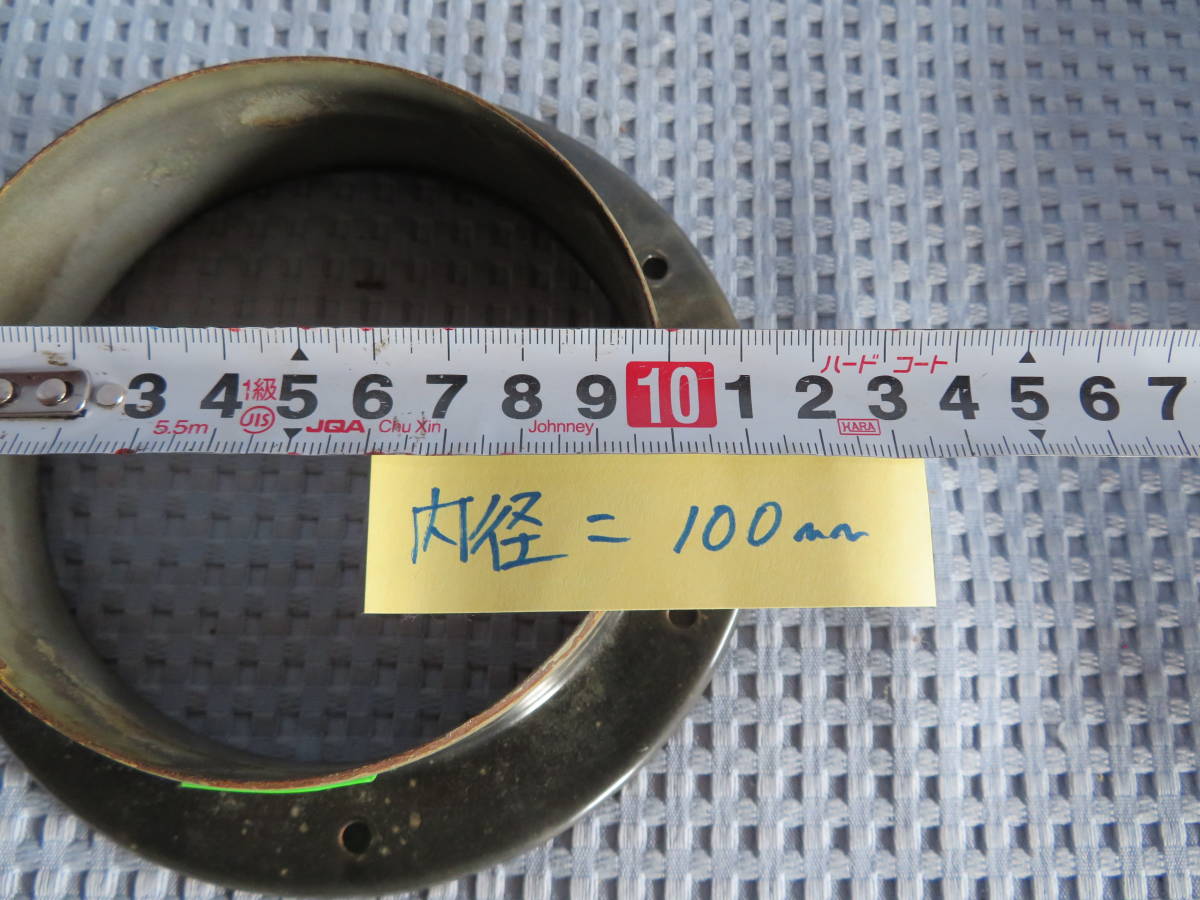 ハード コート
3 4 1級 5 6 7 8 9 10 1 2 3 4 5 6 7
5.5m JIS JQA Chu Xin Johnney HARA
内径 = 100mm